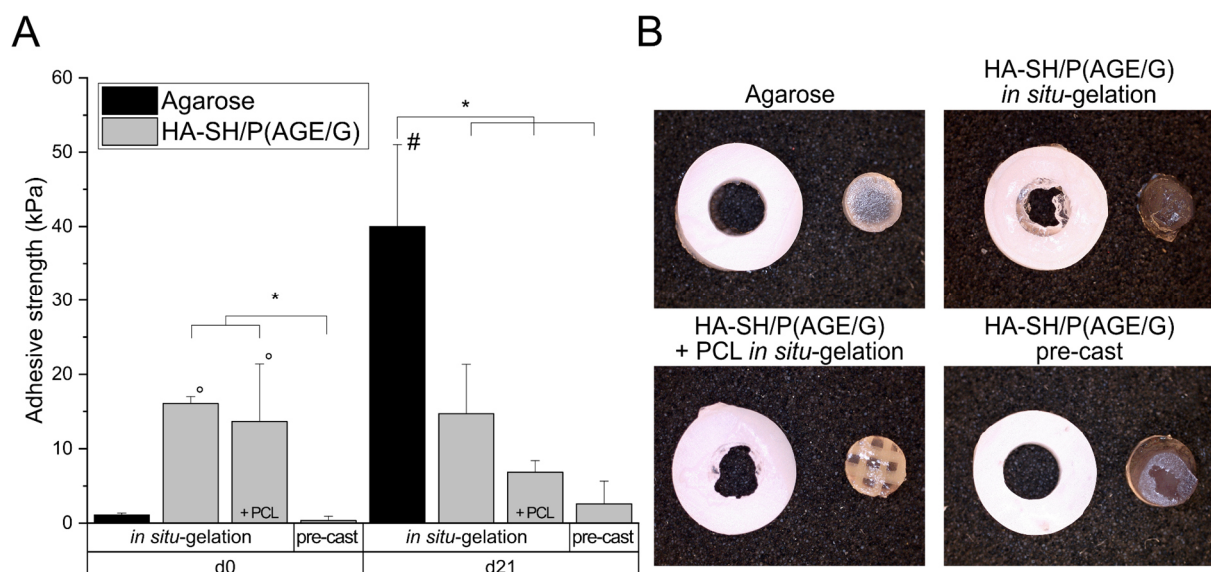 A
Adhesive strength (kPa)
60
50
40
30
20
10
0
Agarose
HA-SH/P(AGE/G)
*
°
°
+ PCL
*
#
+ PCL
in situ-gelation
pre-cast
in situ-gelation
pre-cast
d0
d21
B
Agarose
HA-SH/P(AGE/G)
in situ-gelation
HA-SH/P(AGE/G)
+ PCL in situ-gelation
HA-SH/P(AGE/G)
pre-cast